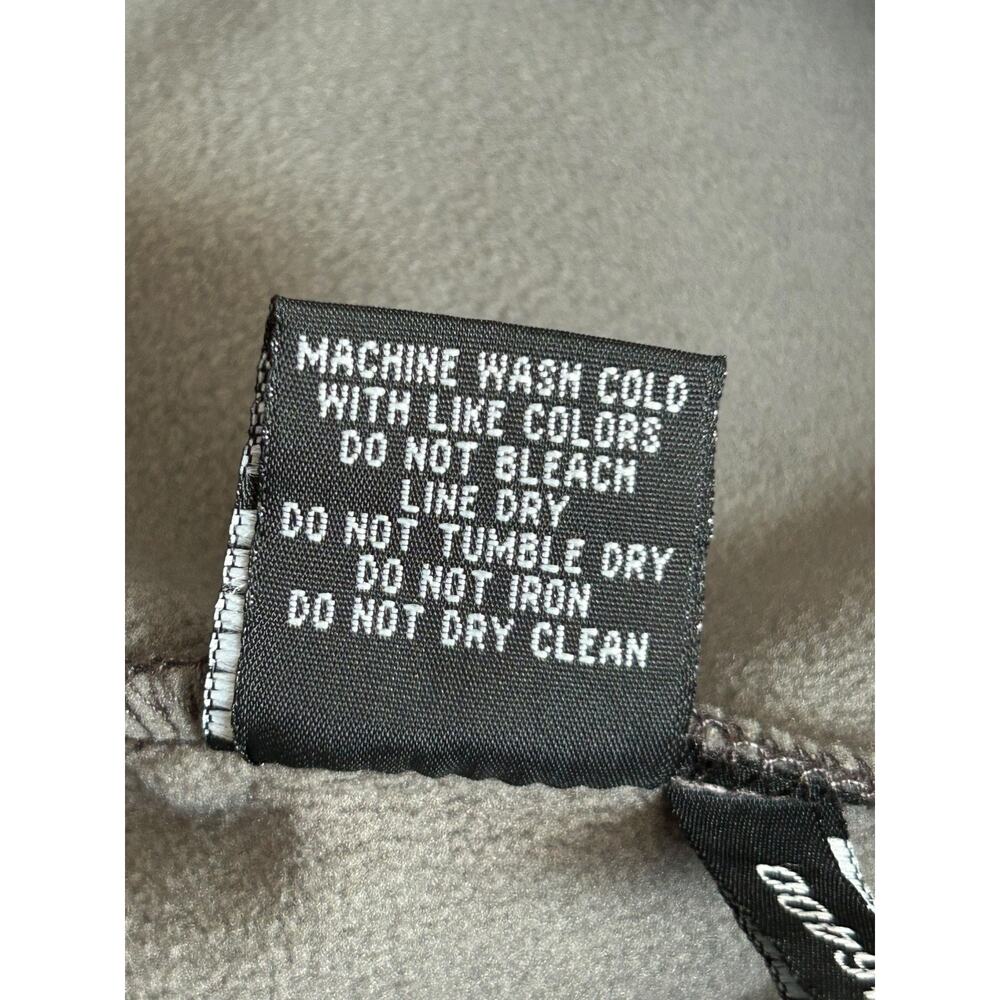 MACHINE WASH COLD
WITH LIKE COLORS
DO NOT BLEACH
LINE DRY
DO NOT TUMBLE DRY
DO NOT IRON
DO NOT DRY CLEAN